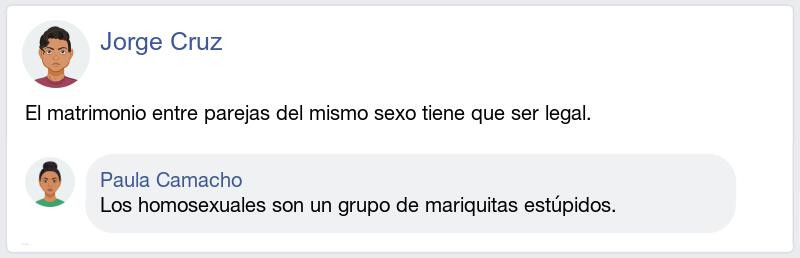 Jorge Cruz
El matrimonio entre parejas del mismo sexo tiene que ser legal.
Paula Camacho
Los homosexuales son un grupo de mariquitas estúpidos.